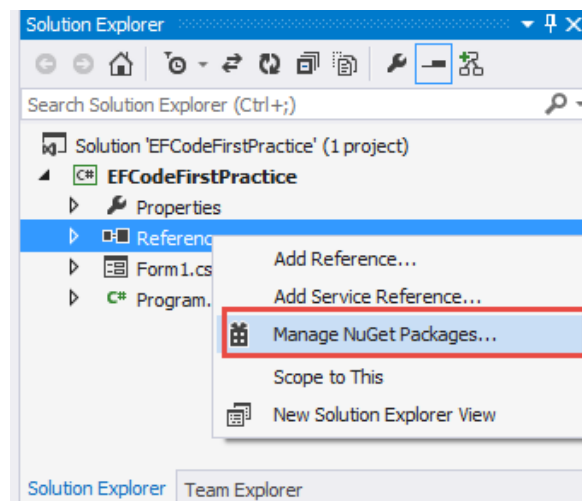 Solution Explorer
Search Solution Explorer (Ctrl+;)
Solution 'EFCodeFirstPractice' (1 project)
C# EFCodeFirstPractice
Properties
Referenc
Form1.cs
C# Program.
Add Reference...
Add Service Reference...
Manage NuGet Packages...
Scope to This
New Solution Explorer View
Solution Explorer Team Explorer